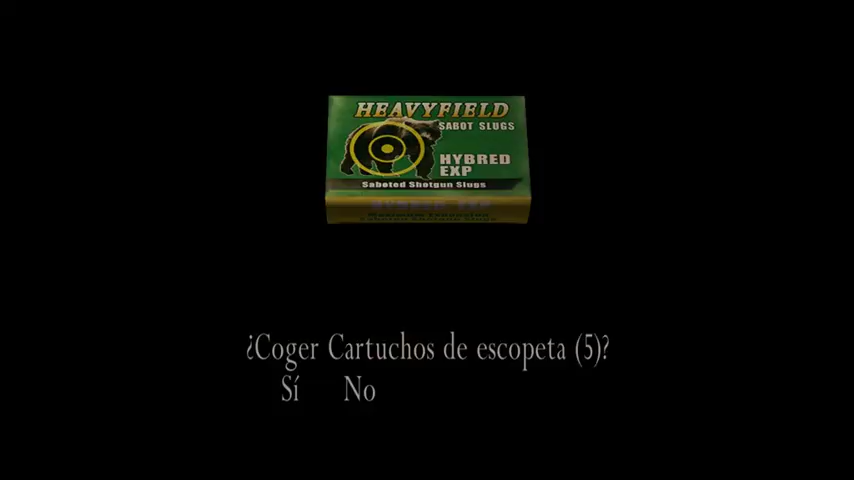 HEAVYFIELD
SABOT SLUGS
HYBRED
EXP
Saboted Shotgun Slugs
¿Coger Cartuchos de escopeta (5)?
Sí No